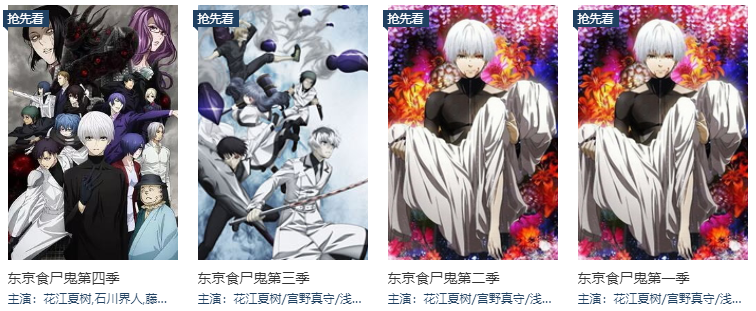 抢先看
抢先看
抢先看
抢先看
东京食尸鬼第四季
东京食尸鬼第三季
东京食尸鬼第二季
东京食尸鬼第一季
主演：花江夏树,石川界人,藤...
主演：花江夏树/宫野真守/浅...
主演：花江夏树/宫野真守/浅...
主演：花江夏树/宫野真守/浅...